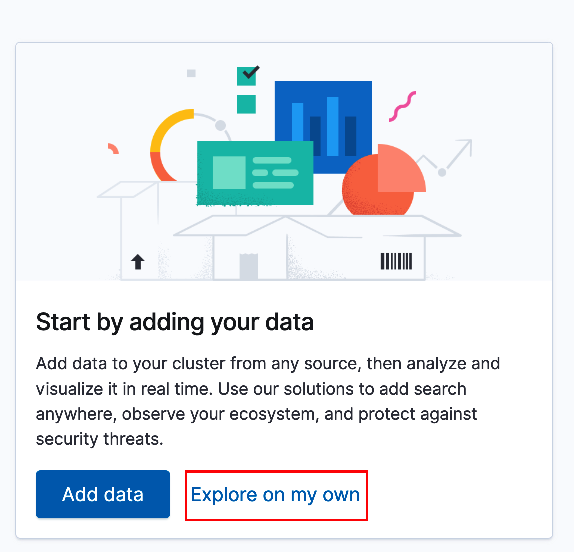 Start by adding your data
Add data to your cluster from any source, then analyze and
visualize it in real time. Use our solutions to add search
anywhere, observe your ecosystem, and protect against
security threats.
Add data
Explore on my own